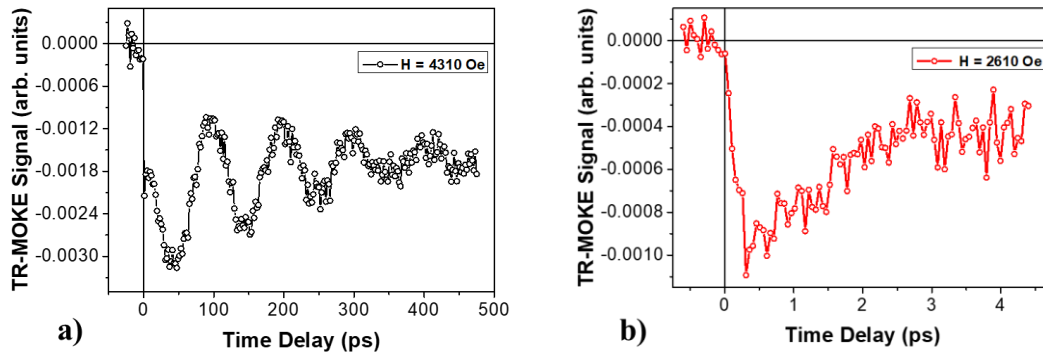 TR-MOKE Signal (arb. units)
0.0000
-0.0006
-0.0012
-0.0018
-0.0024
-0.0030
H = 4310 Oe
0 100 200 300 400 500
Time Delay (ps)
a)
TR-MOKE Signal (arb. units)
0.0000
-0.0002
-0.0004
-0.0006
-0.0008
-0.0010
H = 2610 Oe
0 1 2 3 4
Time Delay (ps)
b)